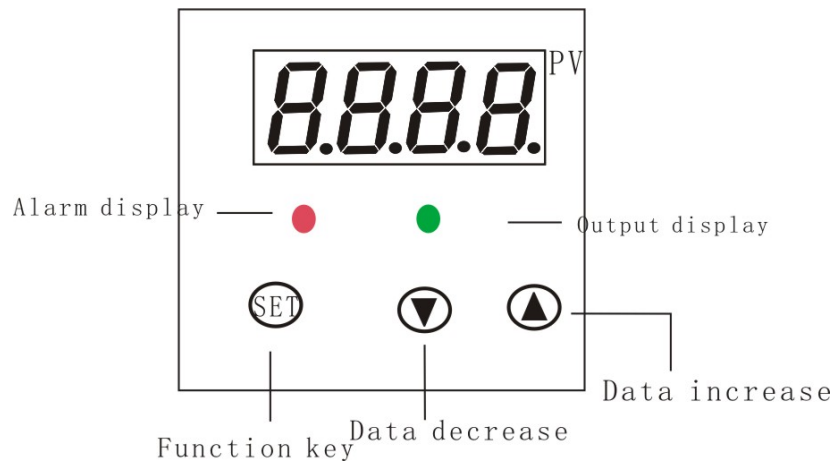 8.8.8.8.
PV
Alarm display
Output display
SET
Data increase
Data decrease
Function key